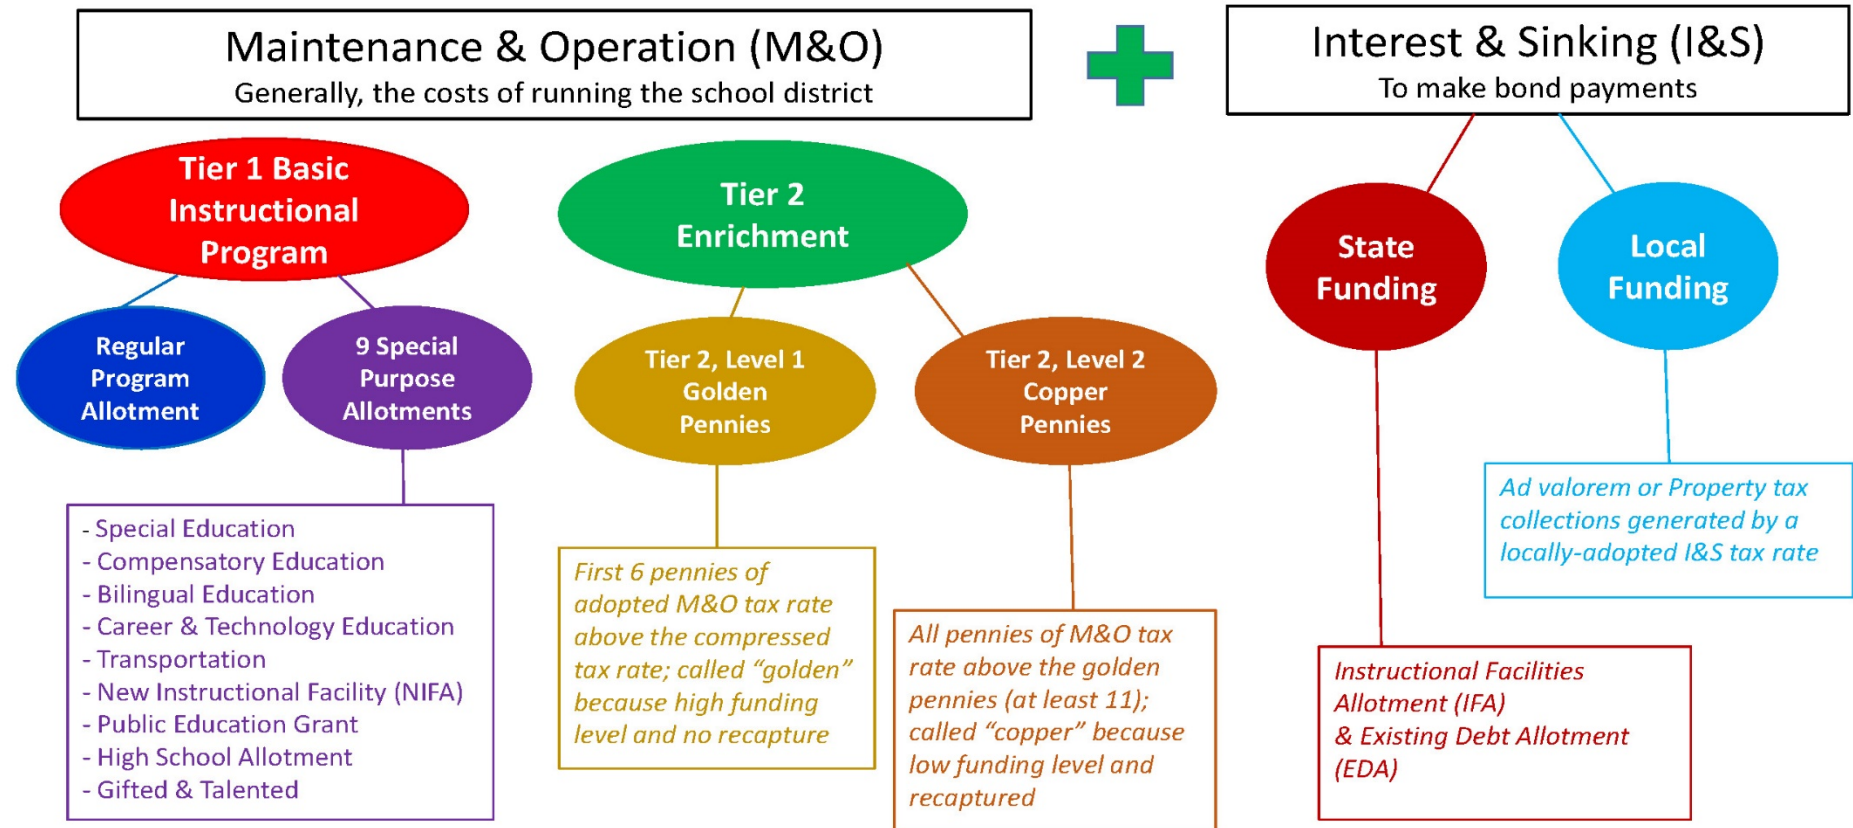 Maintenance & Operation (M&O)
Generally, the costs of running the school district
Interest & Sinking (I&S)
To make bond payments
Tier 1 Basic
Instructional
Program
Tier 2
Enrichment
State
Funding
Local
Funding
Regular
Program
Allotment
9 Special
Purpose
Allotments
Tier 2, Level 1
Golden
Pennies
Tier 2, Level 2
Copper
Pennies
- Special Education
- Compensatory Education
- Bilingual Education
- Career & Technology Education
- Transportation
- New Instructional Facility (NIFA)
- Public Education Grant
- High School Allotment
- Gifted & Talented
First 6 pennies of
adopted M&O tax rate
above the compressed
tax rate; called “golden”
because high funding
level and no recapture
All pennies of M&O tax
rate above the golden
pennies (at least 11);
called “copper” because
low funding level and
recaptured
Instructional Facilities
Allotment (IFA)
& Existing Debt Allotment
(EDA)
Ad valorem or Property tax
collections generated by a
locally-adopted I&S tax rate